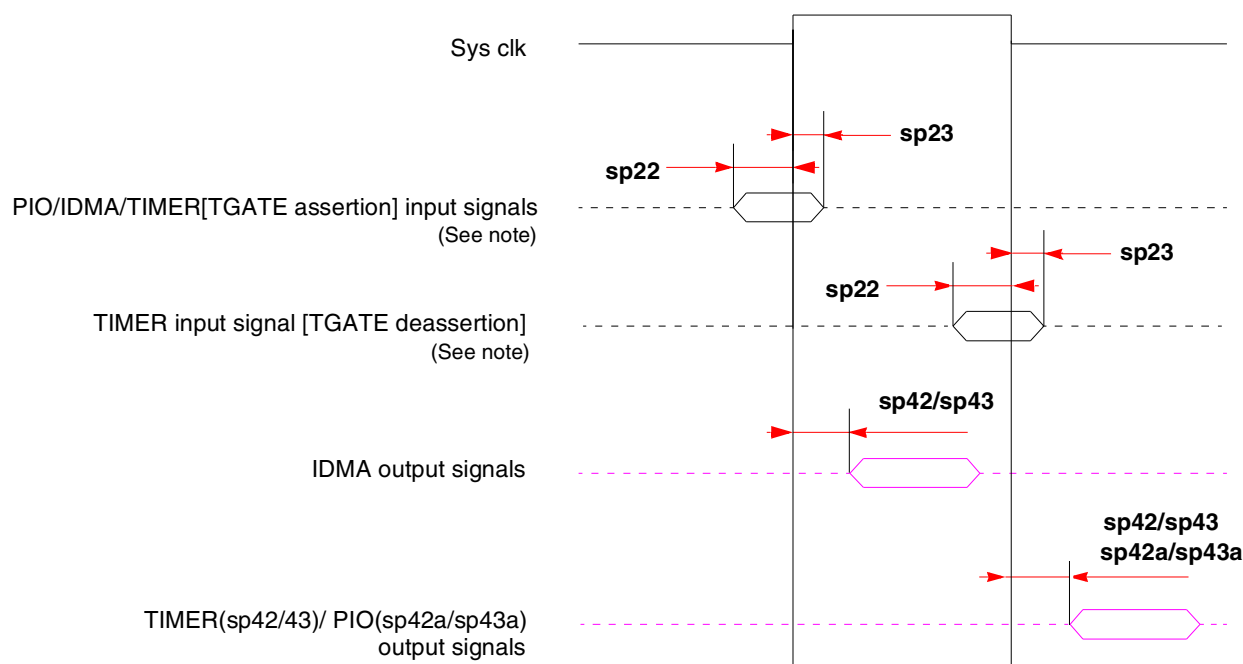 Sys clk
sp23
sp22
PIO/IDMA/TIMER[TGATE assertion] input signals
(See note)
sp23
sp22
TIMER input signal [TGATE deassertion]
(See note)
sp42/sp43
IDMA output signals
sp42/sp43
sp42a/sp43a
TIMER(sp42/43)/ PIO(sp42a/sp43a)
output signals